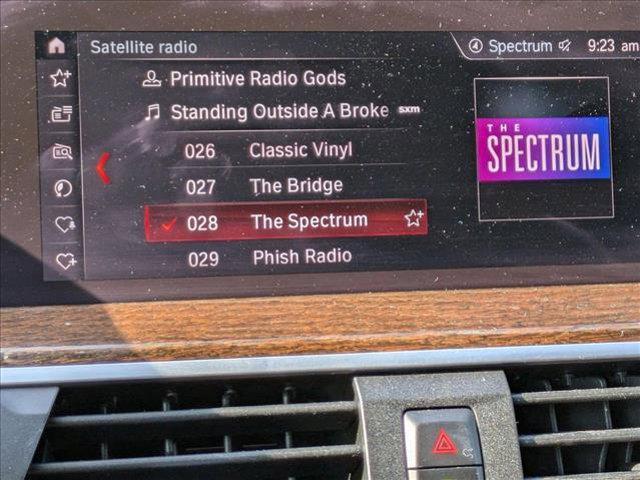 Satellite radio
Spectrum 9:23 am
Primitive Radio Gods
Standing Outside A Broke sxm
026 Classic Vinyl
027 The Bridge
028 The Spectrum
029 Phish Radio
THE
SPECTRUM